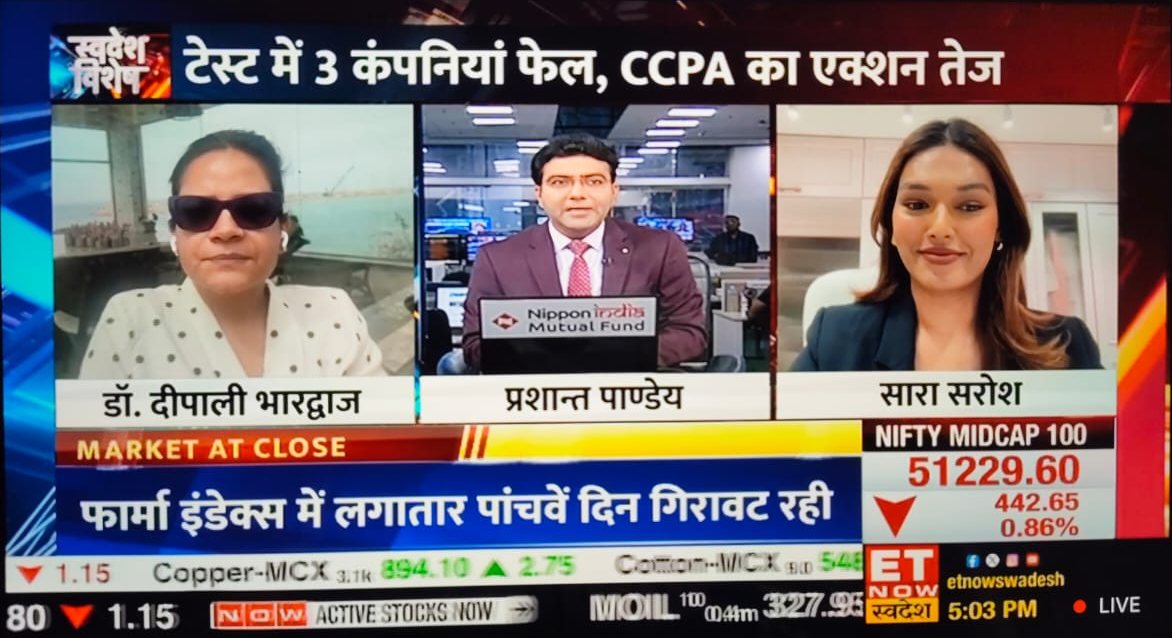 स्वदेश
विशेष
टेस्ट में 3 कंपनियां फेल, CCPA का एक्शन तेज
Nippon india
Mutual Fund
डॉ. दीपाली भारद्वाज
प्रशान्त पाण्डेय
सारा सरोश
MARKET AT CLOSE
फार्मा इंडेक्स में लगातार पांचवें दिन गिरावट रही
NIFTY MIDCAP 100
51229.60
442.65
0.86%
1.15 Copper-MCX 3.1k 894.10 ▲ 2.75 Cotton-MCX
ET
NOW
स्वदेश
etnowswadesh
5:03 PM
LIVE
80 ▼ 1.15 NOW ACTIVE STOCKS NOW MOIL